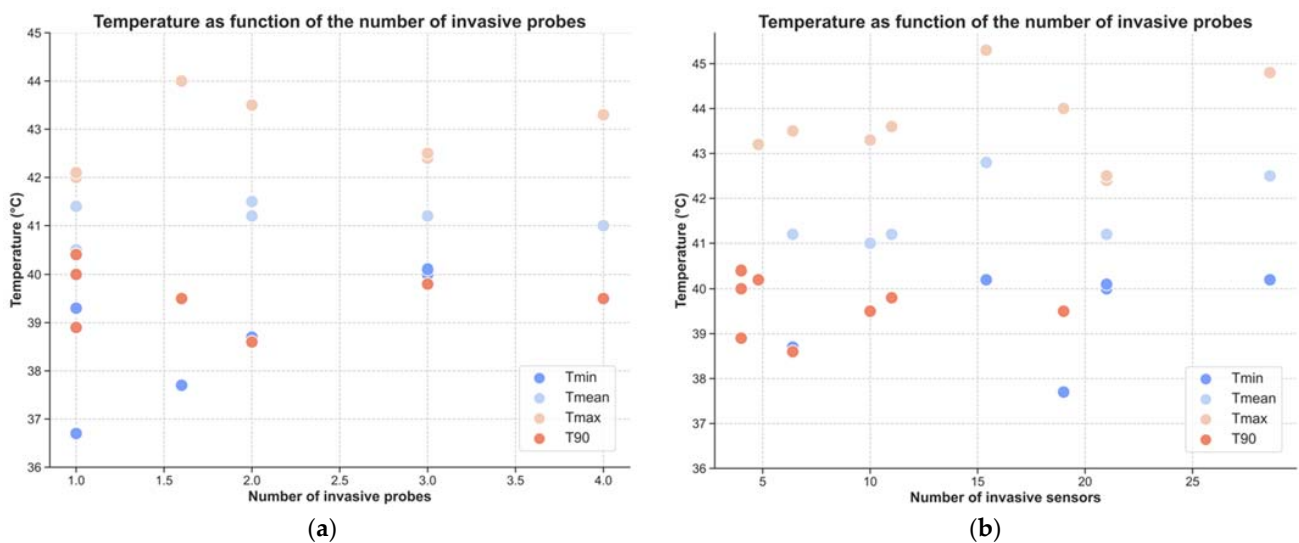 Temperature as function of the number of invasive probes
45
44
43
42
41
40
39
38
37
36
Temperature (°C)
1.0 1.5 2.0 2.5 3.0 3.5 4.0
Number of invasive probes
Tmin
Tmean
Tmax
T90
(a)
Temperature as function of the number of invasive probes
45
44
43
42
41
40
39
38
37
36
Temperature (°C)
5 10 15 20 25
Number of invasive sensors
Tmin
Tmean
Tmax
T90
(b)